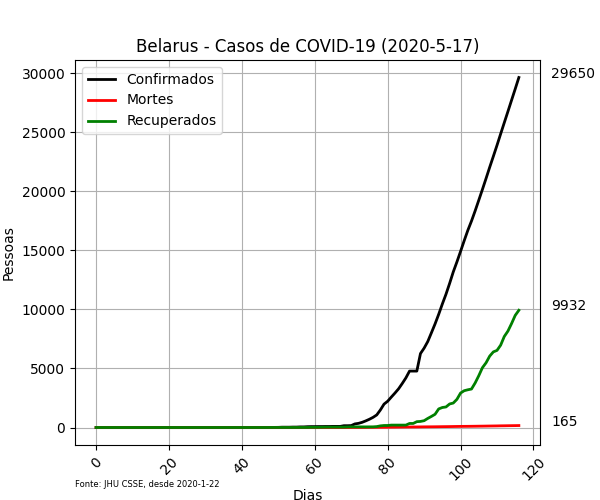 Belarus - Casos de COVID-19 (2020-5-17)
Confirmados
Mortes
Recuperados
30000
25000
20000
15000
10000
5000
0
Pessoas
29650
9932
165
0 20 40 60 80 100 120
Fonte: JHU CSSE, desde 2020-1-22
Dias